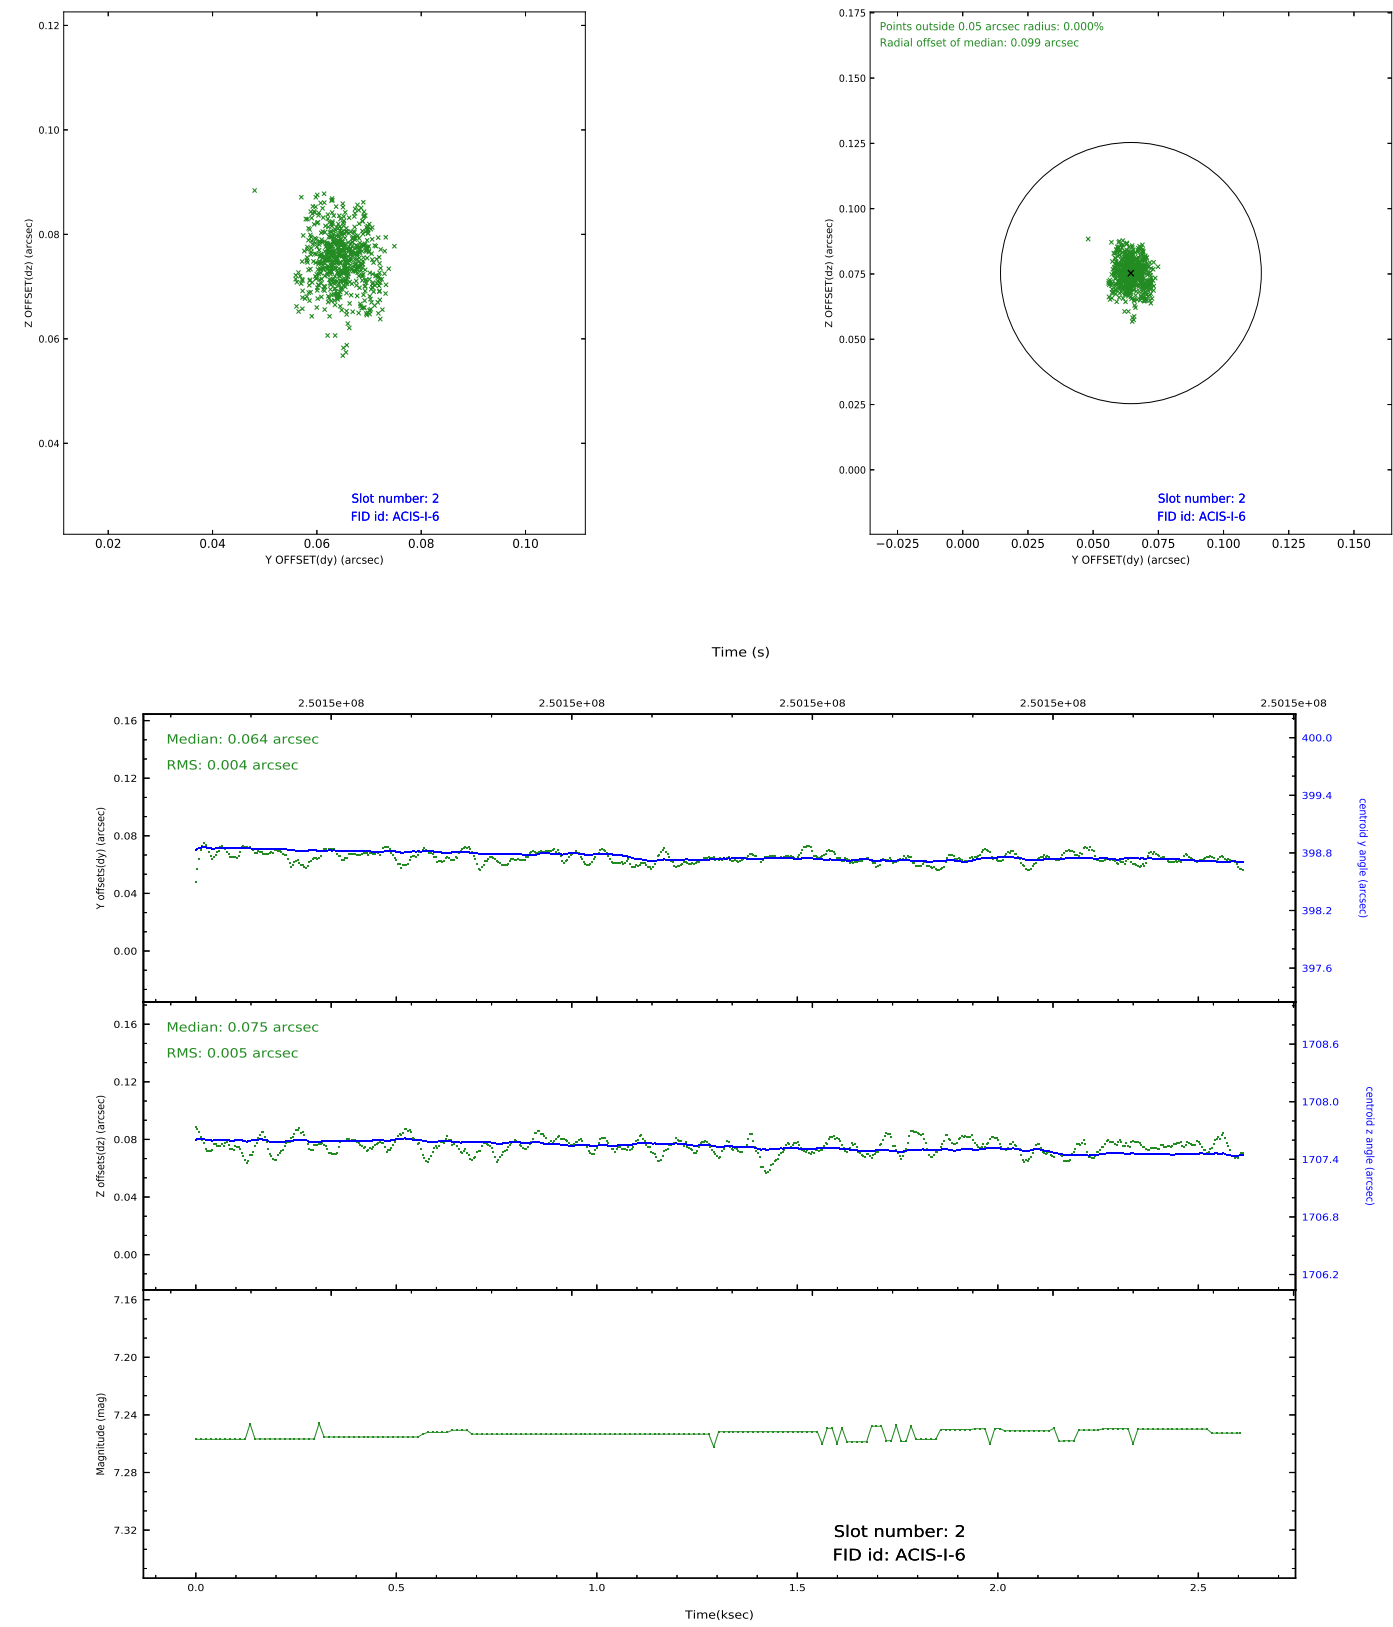 0.12
0.10
0.08
0.06
0.04
Z OFFSET(dz) (arcsec)
Slot number: 2
FID id: ACIS-I-6
0.02 0.04 0.06 0.08 0.10
Y OFFSET(dy) (arcsec)
Points outside 0.05 arcsec radius: 0.000%
Radial offset of median: 0.099 arcsec
0.175
0.150
0.125
0.100
0.075
0.050
0.025
0.000
Z OFFSET(dz) (arcsec)
Slot number: 2
FID id: ACIS-I-6
−0.025 0.000 0.025 0.050 0.075 0.100 0.125 0.150
Y OFFSET(dy) (arcsec)
Time (s)
2.5015e+08 2.5015e+08 2.5015e+08 2.5015e+08 2.5015e+08
Median: 0.064 arcsec
RMS: 0.004 arcsec
0.16
0.12
0.08
0.04
0.00
Y offsets(dy) (arcsec)
400.0
399.4
398.8
398.2
397.6
centroid y angle (arcsec)
Median: 0.075 arcsec
RMS: 0.005 arcsec
0.16
0.12
0.08
0.04
0.00
Z offsets(dz) (arcsec)
1708.6
1708.0
1707.4
1706.8
1706.2
centroid z angle (arcsec)
7.16
7.20
7.24
7.28
7.32
Magnitude (mag)
Slot number: 2
FID id: ACIS-I-6
0.0 0.5 1.0 1.5 2.0 2.5
Time(ksec)